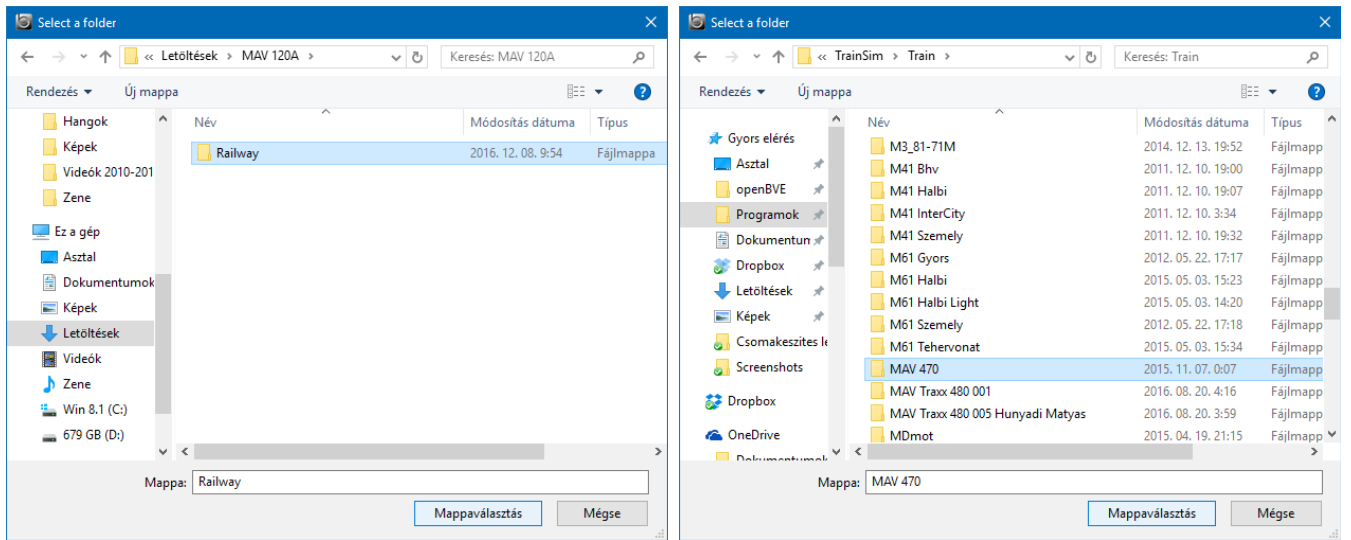 Select a folder
« Letöltések › MAV 120A ›
Keresés: MAV 120A
Rendezés
Új mappa
Hangok
Képek
Videók 2010-201
Zene
Ez a gép
Asztal
Dokumentumok
Képek
Letöltések
Videók
Zene
Win 8.1 (C:)
679 GB (D:)
Név Módosítás dátuma Típus
Railway 2016. 12. 08. 9:54 Fájlmappa
Mappa: Railway
Mappaválasztás Mégse
Select a folder
« TrainSim › Train ›
Keresés: Train
Rendezés
Új mappa
Gyors elérés
Asztal
openBVE
Programok
Dokumentun
Dropbox
Letöltések
Képek
Csomakeszites le
Screenshots
Dropbox
OneDrive
Dokumentumok
Név Módosítás dátuma Típus
M3_81-71M 2014. 12. 13. 19:52 Fájlmapp
M41 Bhv 2011. 12. 10. 19:00 Fájlmapp
M41 Halbi 2011. 12. 10. 19:07 Fájlmapp
M41 InterCity 2011. 12. 10. 3:34 Fájlmapp
M41 Szemely 2011. 12. 10. 19:32 Fájlmapp
M61 Gyors 2012. 05. 22. 17:17 Fájlmapp
M61 Halbi 2015. 05. 03. 15:23 Fájlmapp
M61 Halbi Light 2015. 05. 03. 14:20 Fájlmapp
M61 Szemely 2012. 05. 22. 17:18 Fájlmapp
M61 Tehervonat 2015. 05. 03. 15:34 Fájlmapp
MAV 470 2015. 11. 07. 0:07 Fájlmapp
MAV Traxx 480 001 2016. 08. 20. 4:16 Fájlmapp
MAV Traxx 480 005 Hunyadi Matyas 2016. 08. 20. 3:59 Fájlmapp
MDmot 2015. 04. 19. 21:15 Fájlmapp
Mappa: MAV 470
Mappaválasztás Mégse